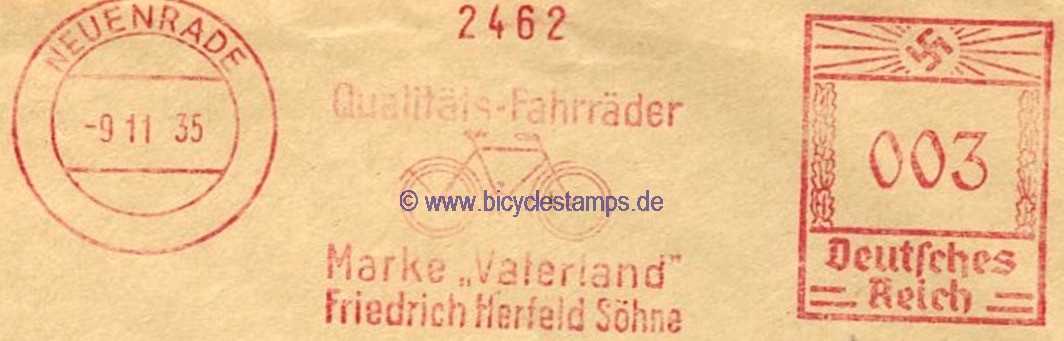 NEUENRADE
-9 11 35
2462
Qualitäts-Fahrräder
© www.bicyclestamps.de
Marke „Vaterland”
Friedrich Herfeld Söhne
003
Deutsches
Reich